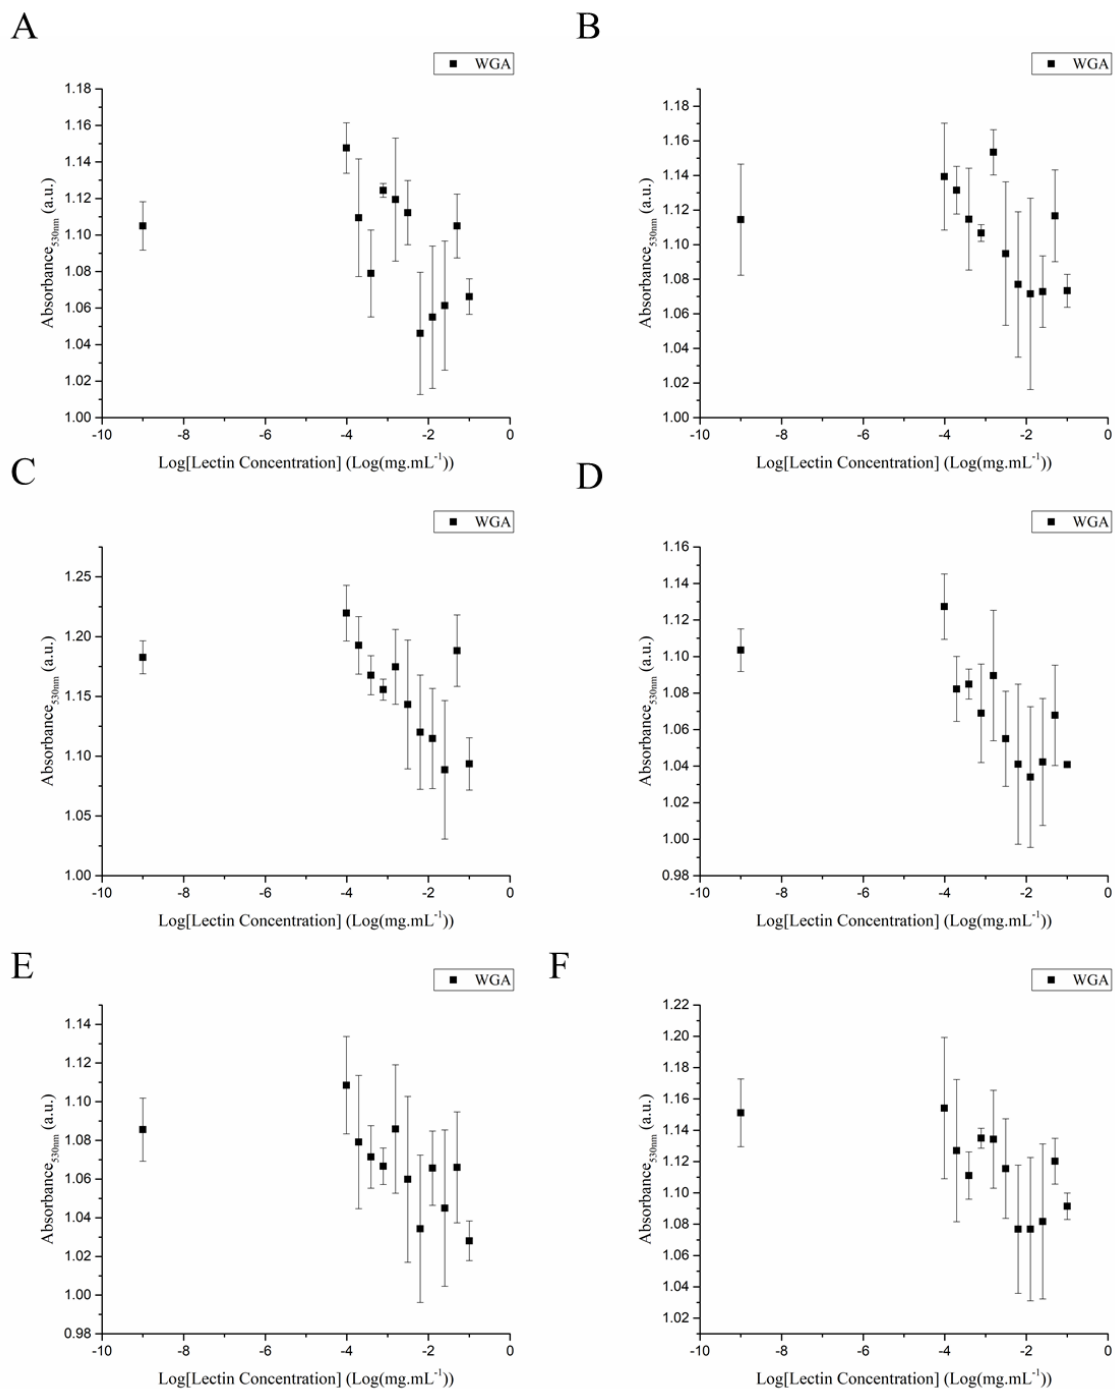 A
WGA
1.18
1.16
1.14
1.12
1.10
1.08
1.06
1.04
1.02
1.00
-10 -8 -6 -4 -2 0
Absorbance530nm (a.u.)
Log[Lectin Concentration] (Log(mg.mL-1))
B
WGA
1.18
1.16
1.14
1.12
1.10
1.08
1.06
1.04
1.02
1.00
-10 -8 -6 -4 -2 0
Absorbance530nm (a.u.)
Log[Lectin Concentration] (Log(mg.mL-1))
C
WGA
1.25
1.20
1.15
1.10
1.05
1.00
-10 -8 -6 -4 -2 0
Absorbance530nm (a.u.)
Log[Lectin Concentration] (Log(mg.mL-1))
D
WGA
1.16
1.14
1.12
1.10
1.08
1.06
1.04
1.02
1.00
0.98
-10 -8 -6 -4 -2 0
Absorbance530nm (a.u.)
Log[Lectin Concentration] (Log(mg.mL-1))
E
WGA
1.14
1.12
1.10
1.08
1.06
1.04
1.02
1.00
0.98
-10 -8 -6 -4 -2 0
Absorbance530nm (a.u.)
Log[Lectin Concentration] (Log(mg.mL-1))
F
WGA
1.22
1.20
1.18
1.16
1.14
1.12
1.10
1.08
1.06
1.04
1.02
-10 -8 -6 -4 -2 0
Absorbance530nm (a.u.)
Log[Lectin Concentration] (Log(mg.mL-1))